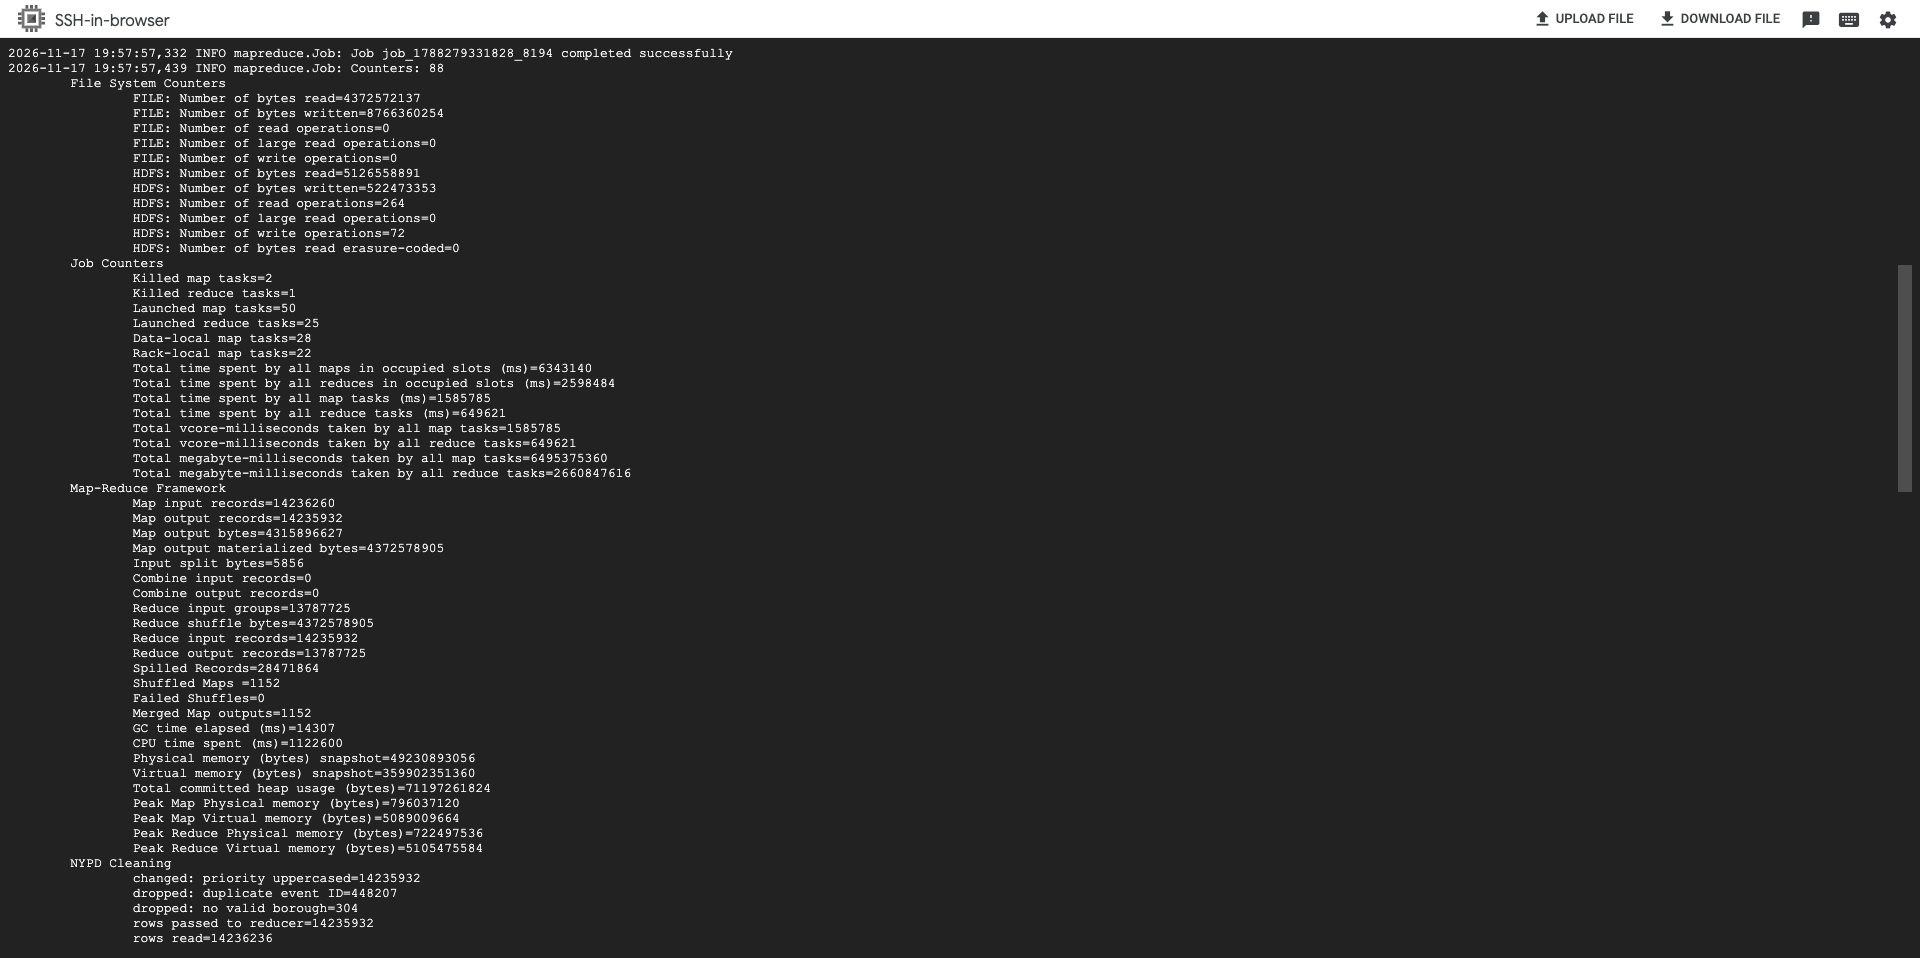 SSH-in-browser
UPLOAD FILE
DOWNLOAD FILE
2026-11-17 19:57:57,332 INFO mapreduce.Job: Job job_1788279331828_8194 completed successfully
2026-11-17 19:57:57,439 INFO mapreduce.Job: Counters: 88
File System Counters
FILE: Number of bytes read=4372572137
FILE: Number of bytes written=8766360254
FILE: Number of read operations=0
FILE: Number of large read operations=0
FILE: Number of write operations=0
HDFS: Number of bytes read=5126558891
HDFS: Number of bytes written=522473353
HDFS: Number of read operations=264
HDFS: Number of large read operations=0
HDFS: Number of write operations=72
HDFS: Number of bytes read erasure-coded=0
Job Counters
Killed map tasks=2
Killed reduce tasks=1
Launched map tasks=50
Launched reduce tasks=25
Data-local map tasks=28
Rack-local map tasks=22
Total time spent by all maps in occupied slots (ms)=6343140
Total time spent by all reduces in occupied slots (ms)=2598484
Total time spent by all map tasks (ms)=1585785
Total time spent by all reduce tasks (ms)=649621
Total vcore-milliseconds taken by all map tasks=1585785
Total vcore-milliseconds taken by all reduce tasks=649621
Total megabyte-milliseconds taken by all map tasks=6495375360
Total megabyte-milliseconds taken by all reduce tasks=2660847616
Map-Reduce Framework
Map input records=14236260
Map output records=14235932
Map output bytes=4315896627
Map output materialized bytes=4372578905
Input split bytes=5856
Combine input records=0
Combine output records=0
Reduce input groups=13787725
Reduce shuffle bytes=4372578905
Reduce input records=14235932
Reduce output records=13787725
Spilled Records=28471864
Shuffled Maps =1152
Failed Shuffles=0
Merged Map outputs=1152
GC time elapsed (ms)=14307
CPU time spent (ms)=1122600
Physical memory (bytes) snapshot=49230893056
Virtual memory (bytes) snapshot=359902351360
Total committed heap usage (bytes)=71197261824
Peak Map Physical memory (bytes)=796037120
Peak Map Virtual memory (bytes)=5089009664
Peak Reduce Physical memory (bytes)=722497536
Peak Reduce Virtual memory (bytes)=5105475584
NYPD Cleaning
changed: priority uppercased=14235932
dropped: duplicate event ID=448207
dropped: no valid borough=304
rows passed to reducer=14235932
rows read=14236236